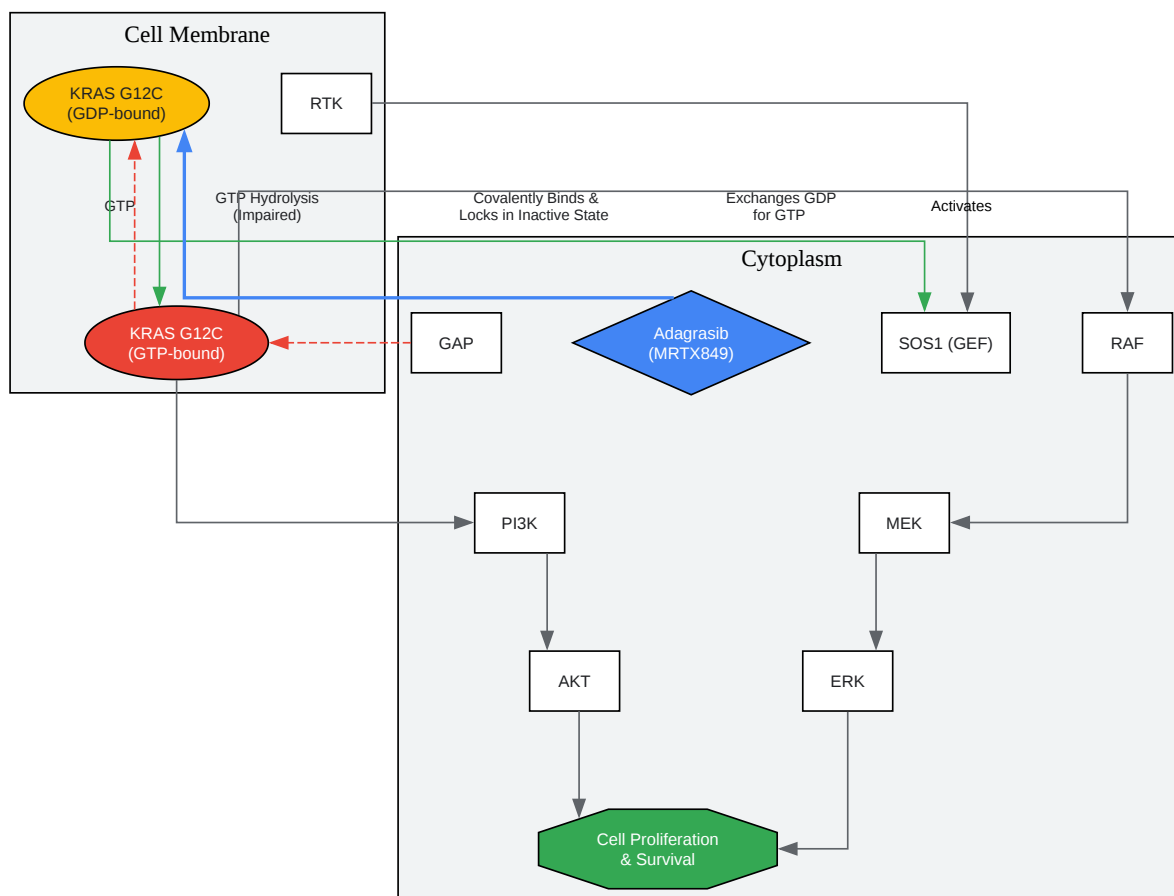 Cell Membrane
KRAS G12C
(GDP-bound)
RTK
GTP
GTP Hydrolysis
(Impaired)
Covalently Binds &
Locks in Inactive State
Exchanges GDP
for GTP
Activates
Cytoplasm
KRAS G12C
(GTP-bound)
GAP
Adagrasib
(MRTX849)
SOS1 (GEF)
RAF
PI3K
MEK
AKT
ERK
Cell Proliferation
& Survival